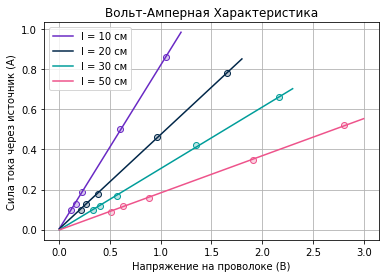 Вольт-Амперная Характеристика
Сила тока через источник (А)
1.0
0.8
0.6
0.4
0.2
0.0
l = 10 см
l = 20 см
l = 30 см
l = 50 см
0.0 0.5 1.0 1.5 2.0 2.5 3.0
Напряжение на проволоке (В)